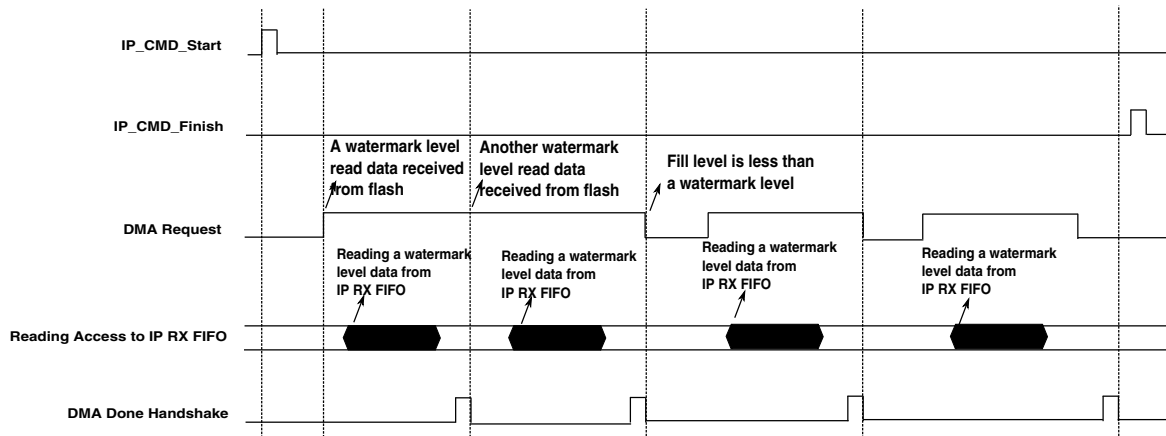 IP_CMD_Start
IP_CMD_Finish
A watermark level
read data received
from flash
Another watermark
level read data
received from flash
Fill level is less than
a watermark level
DMA Request
Reading a watermark
level data from
IP RX FIFO
Reading a watermark
level data from
IP RX FIFO
Reading a watermark
level data from
IP RX FIFO
Reading a watermark
level data from
IP RX FIFO
Reading Access to IP RX FIFO
DMA Done Handshake